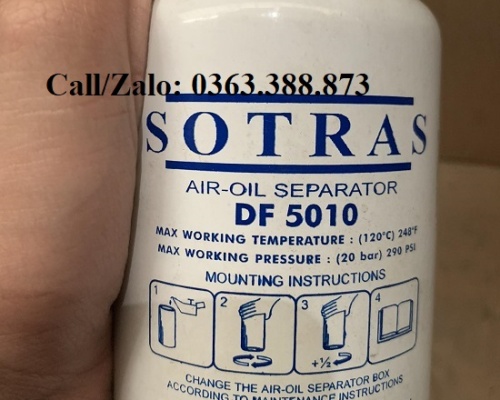 Call/Zalo: 0363.388.873
SOTRAS
AIR-OIL SEPARATOR
DF 5010
MAX WORKING TEMPERATURE : (120°C) 248°F
MAX WORKING PRESSURE : (20 bar) 290 PSI
MOUNTING INSTRUCTIONS
1 2 3 4
+½
CHANGE THE AIR-OIL SEPARATOR BOX
ACCORDING TO MAINTENANCE INSTRUCTIONS